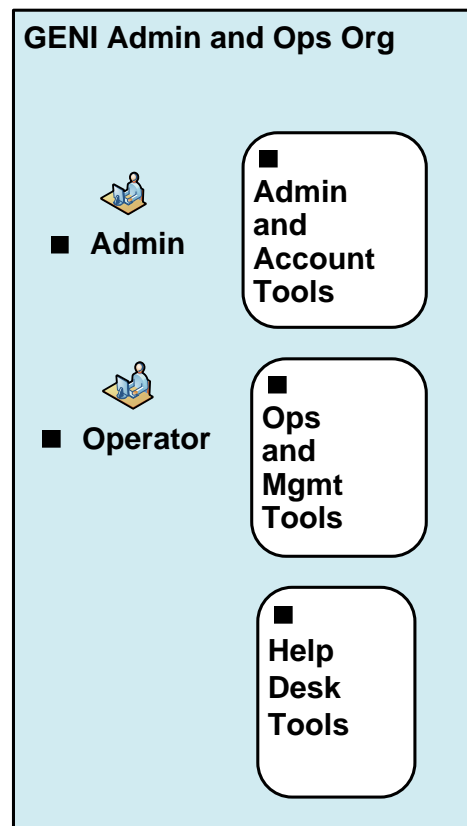 GENI Admin and Ops Org
■ Admin
■
Admin
and
Account
Tools
■ Operator
■
Ops
and
Mgmt
Tools
■
Help
Desk
Tools